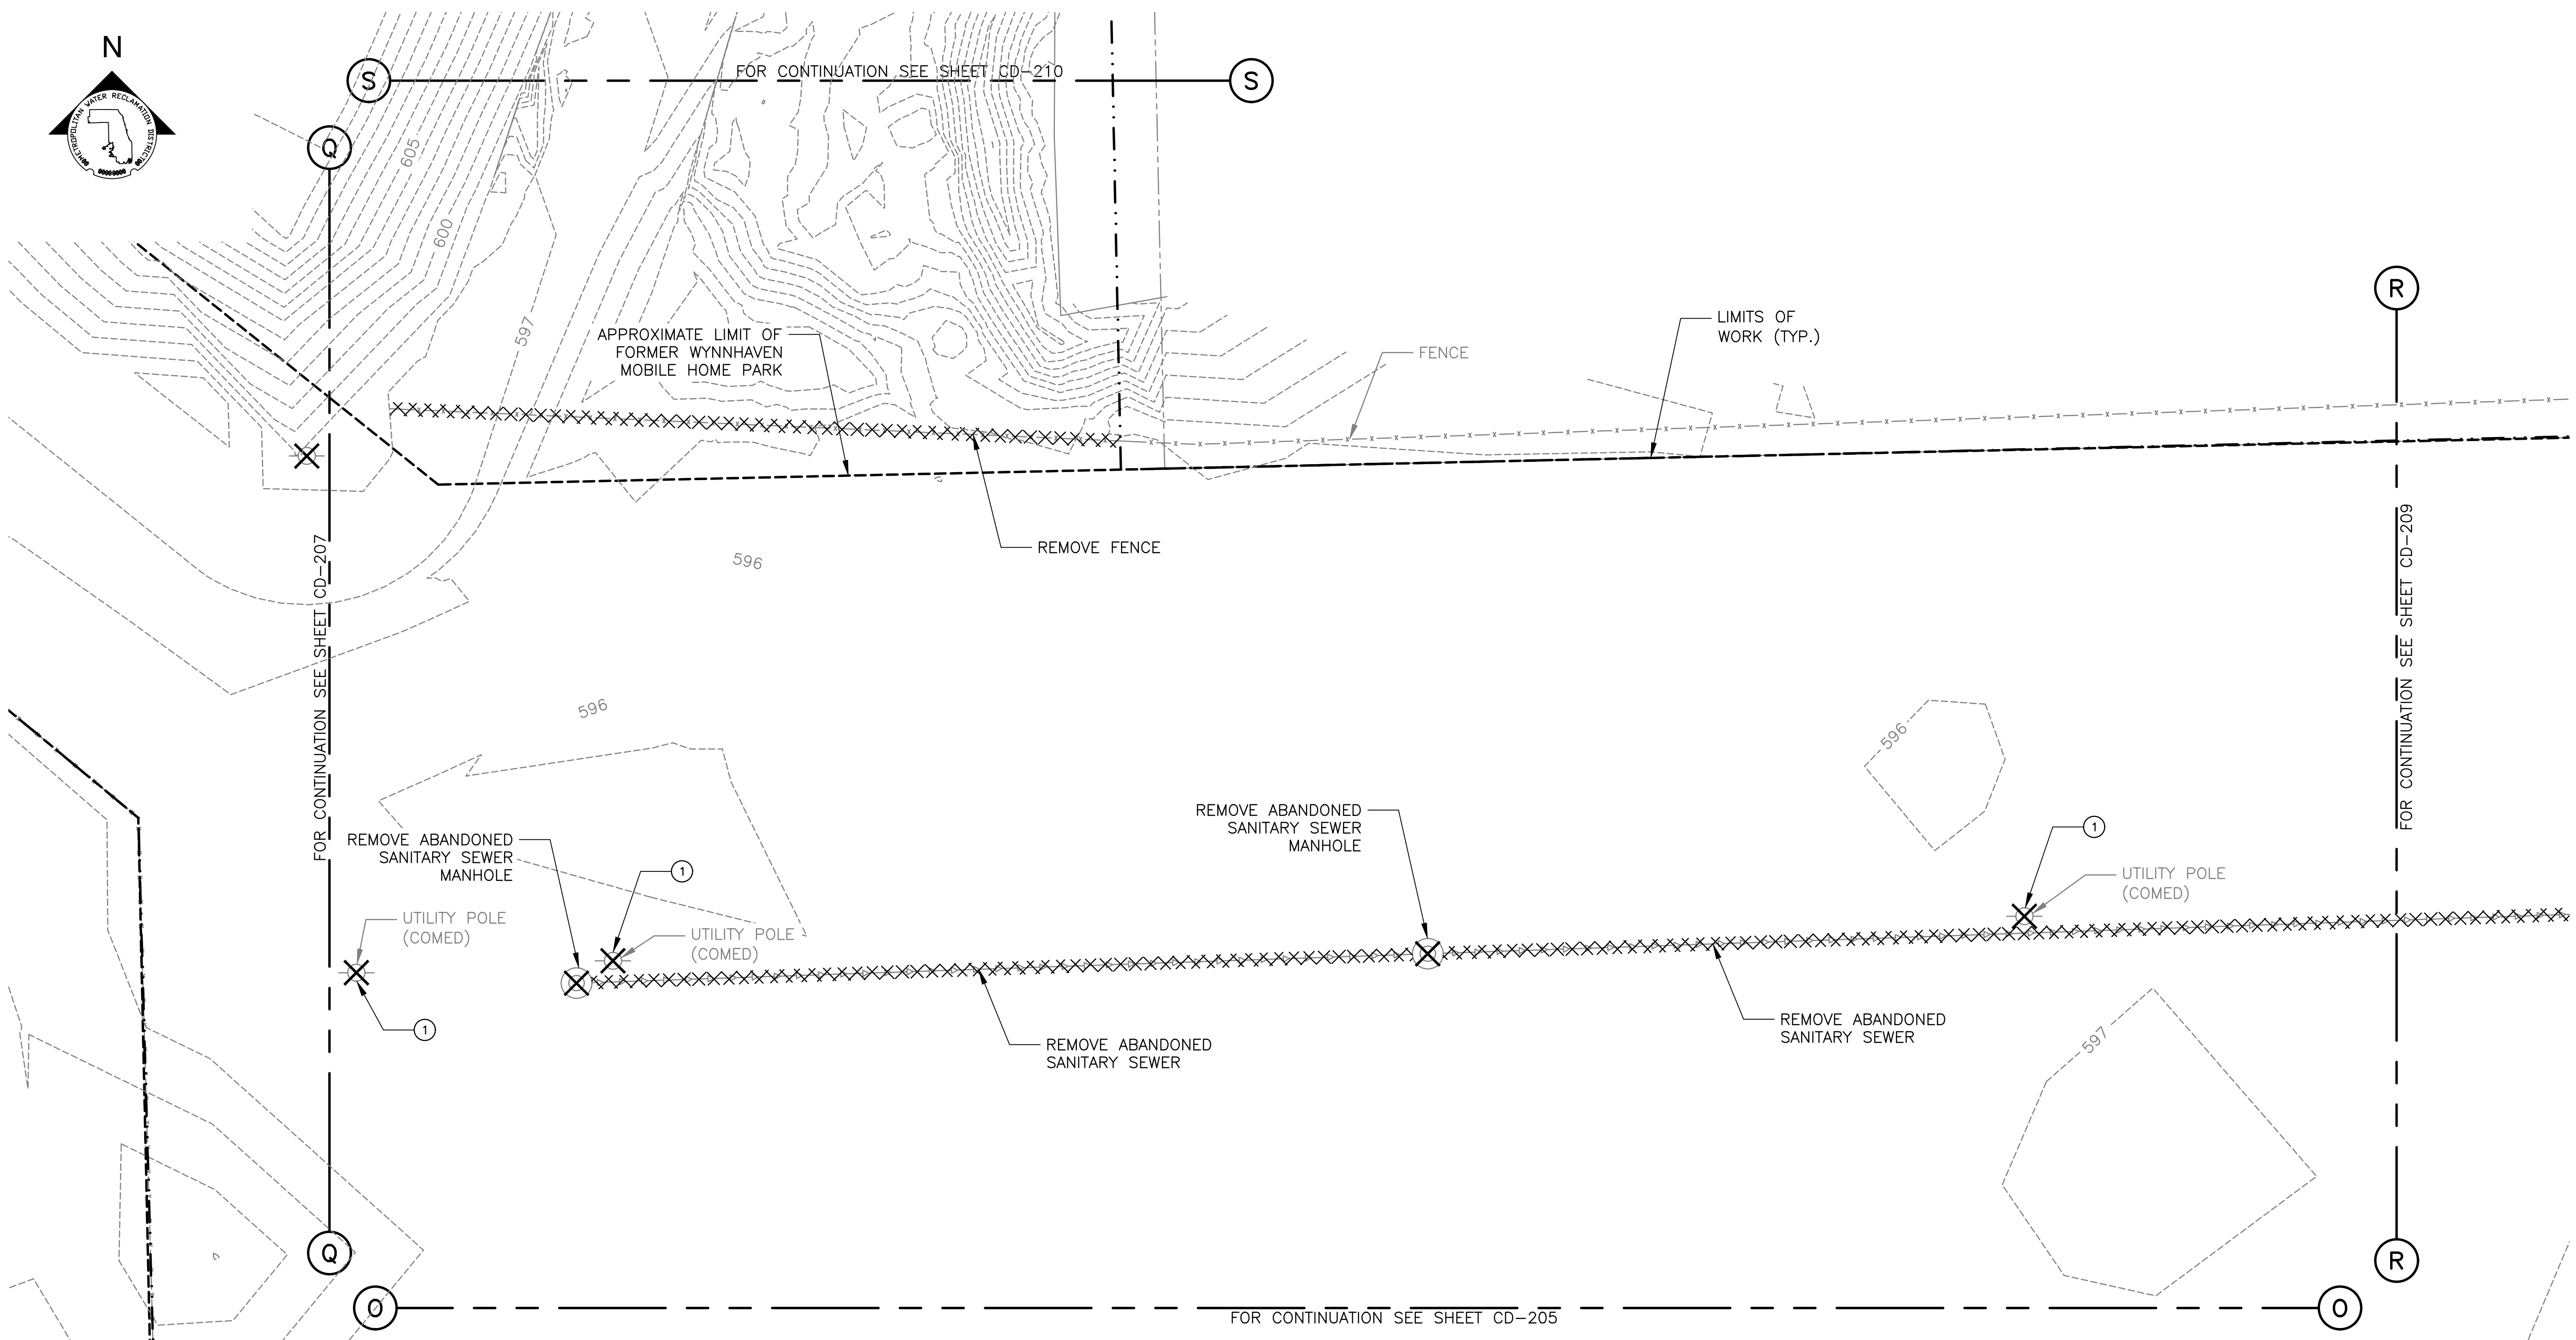 N
METROPOLITAN WATER RECLAMATION DISTRICT
S
FOR CONTINUATION SEE SHEET CD-210
S
Q
605
600
597
R
APPROXIMATE LIMIT OF
FORMER WYNNHAVEN
MOBILE HOME PARK
LIMITS OF
WORK (TYP.)
FENCE
REMOVE FENCE
596
596
FOR CONTINUATION SEE SHEET CD-207
FOR CONTINUATION SEE SHEET CD-209
596
REMOVE ABANDONED
SANITARY SEWER
MANHOLE
REMOVE ABANDONED
SANITARY SEWER
MANHOLE
1
1
UTILITY POLE
(COMED)
UTILITY POLE
(COMED)
UTILITY POLE
(COMED)
1
REMOVE ABANDONED
SANITARY SEWER
REMOVE ABANDONED
SANITARY SEWER
597
Q
R
O
FOR CONTINUATION SEE SHEET CD-205
O